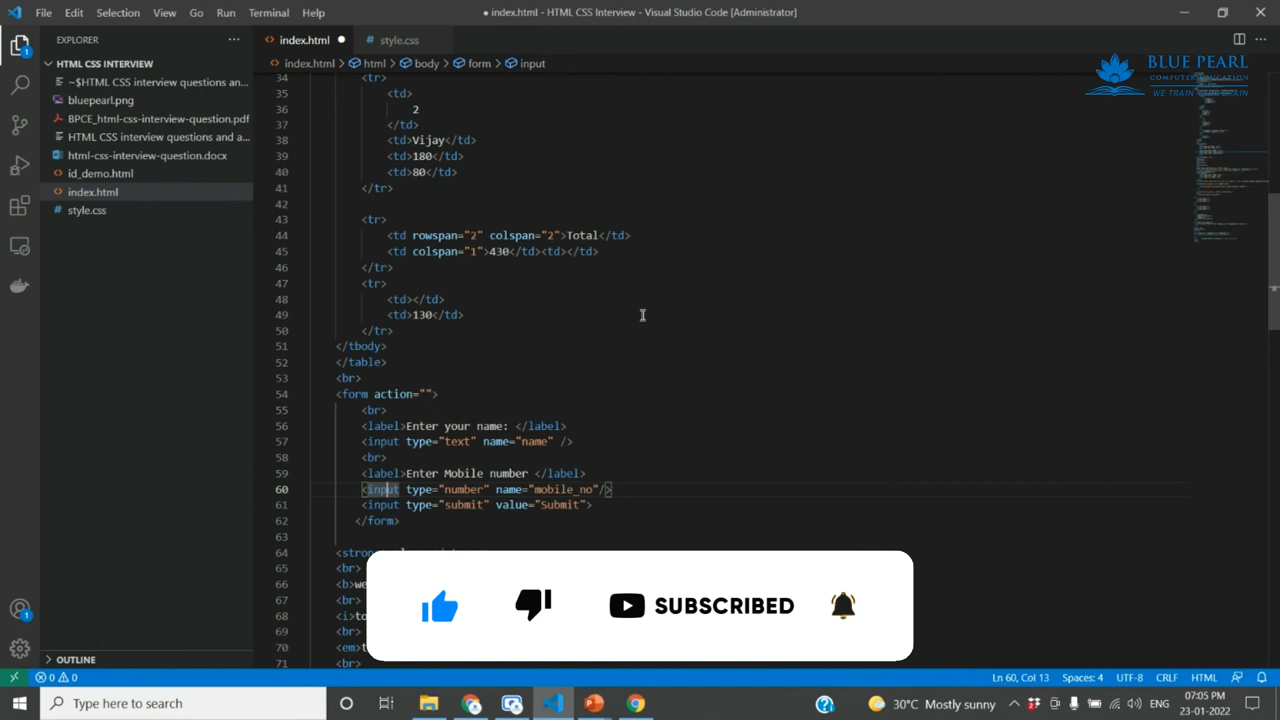 File Edit Selection View Go Run Terminal Help
● index.html - HTML CSS Interview - Visual Studio Code [Administrator]
EXPLORER
HTML CSS INTERVIEW
~$HTML CSS interview questions an...
bluepearl.png
BPCE_html-css-interview-question.pdf
HTML CSS interview questions and a...
html-css-interview-question.docx
id_demo.html
index.html
style.css
OUTLINE
index.html ● style.css
index.html > html > body > form > input
BLUE PEARL
COMPUTER EDUCATION
WE TRAIN YOUR BRAIN
34 <tr>
35 <td>
36 2
37 </td>
38 <td>Vijay</td>
39 <td>180</td>
40 <td>80</td>
41 </tr>
42
43 <tr>
44 <td rowspan="2" colspan="2">Total</td>
45 <td colspan="1">430</td><td></td>
46 </tr>
47 <tr>
48 <td></td>
49 <td>130</td>
50 </tr>
51 </tbody>
52 </table>
53 <br>
54 <form action="">
55 <br>
56 <label>Enter your name: </label>
57 <input type="text" name="name" />
58 <br>
59 <label>Enter Mobile number </label>
60 <input type="number" name="mobile_no"/>
61 <input type="submit" value="Submit">
62 </form>
63
64
65 <br>
66 <b>we
67 <br>
68 <i>to
69 <br>
70 <em>t
71 <br>
SUBSCRIBED
0 0
Ln 60, Col 13 Spaces: 4 UTF-8 CRLF HTML
Type here to search
30°C Mostly sunny
ENG
07:05 PM
23-01-2022